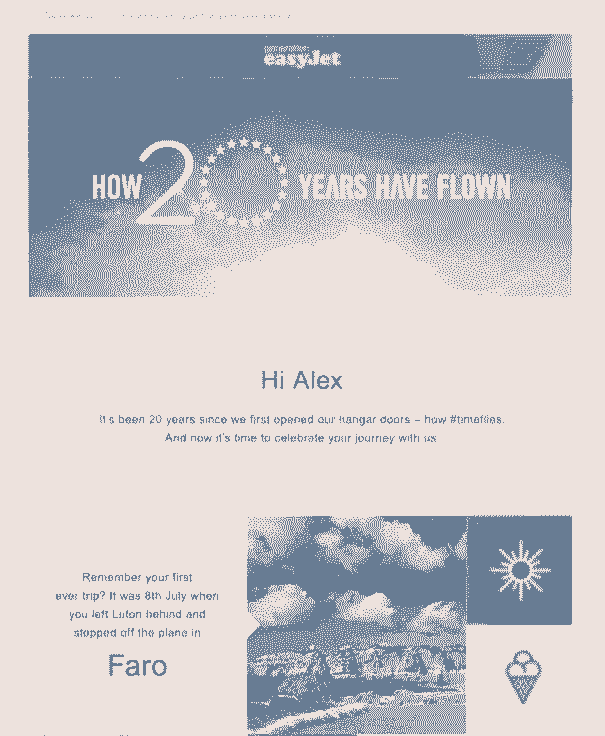 easyJet
HOW 20 YEARS HAVE FLOWN
Hi Alex
It's been 20 years since we first opened our hangar doors – how #timeflies.
And now it's time to celebrate your journey with us
Remember your first
ever trip? It was 8th July when
you left Luton behind and
stepped off the plane in
Faro